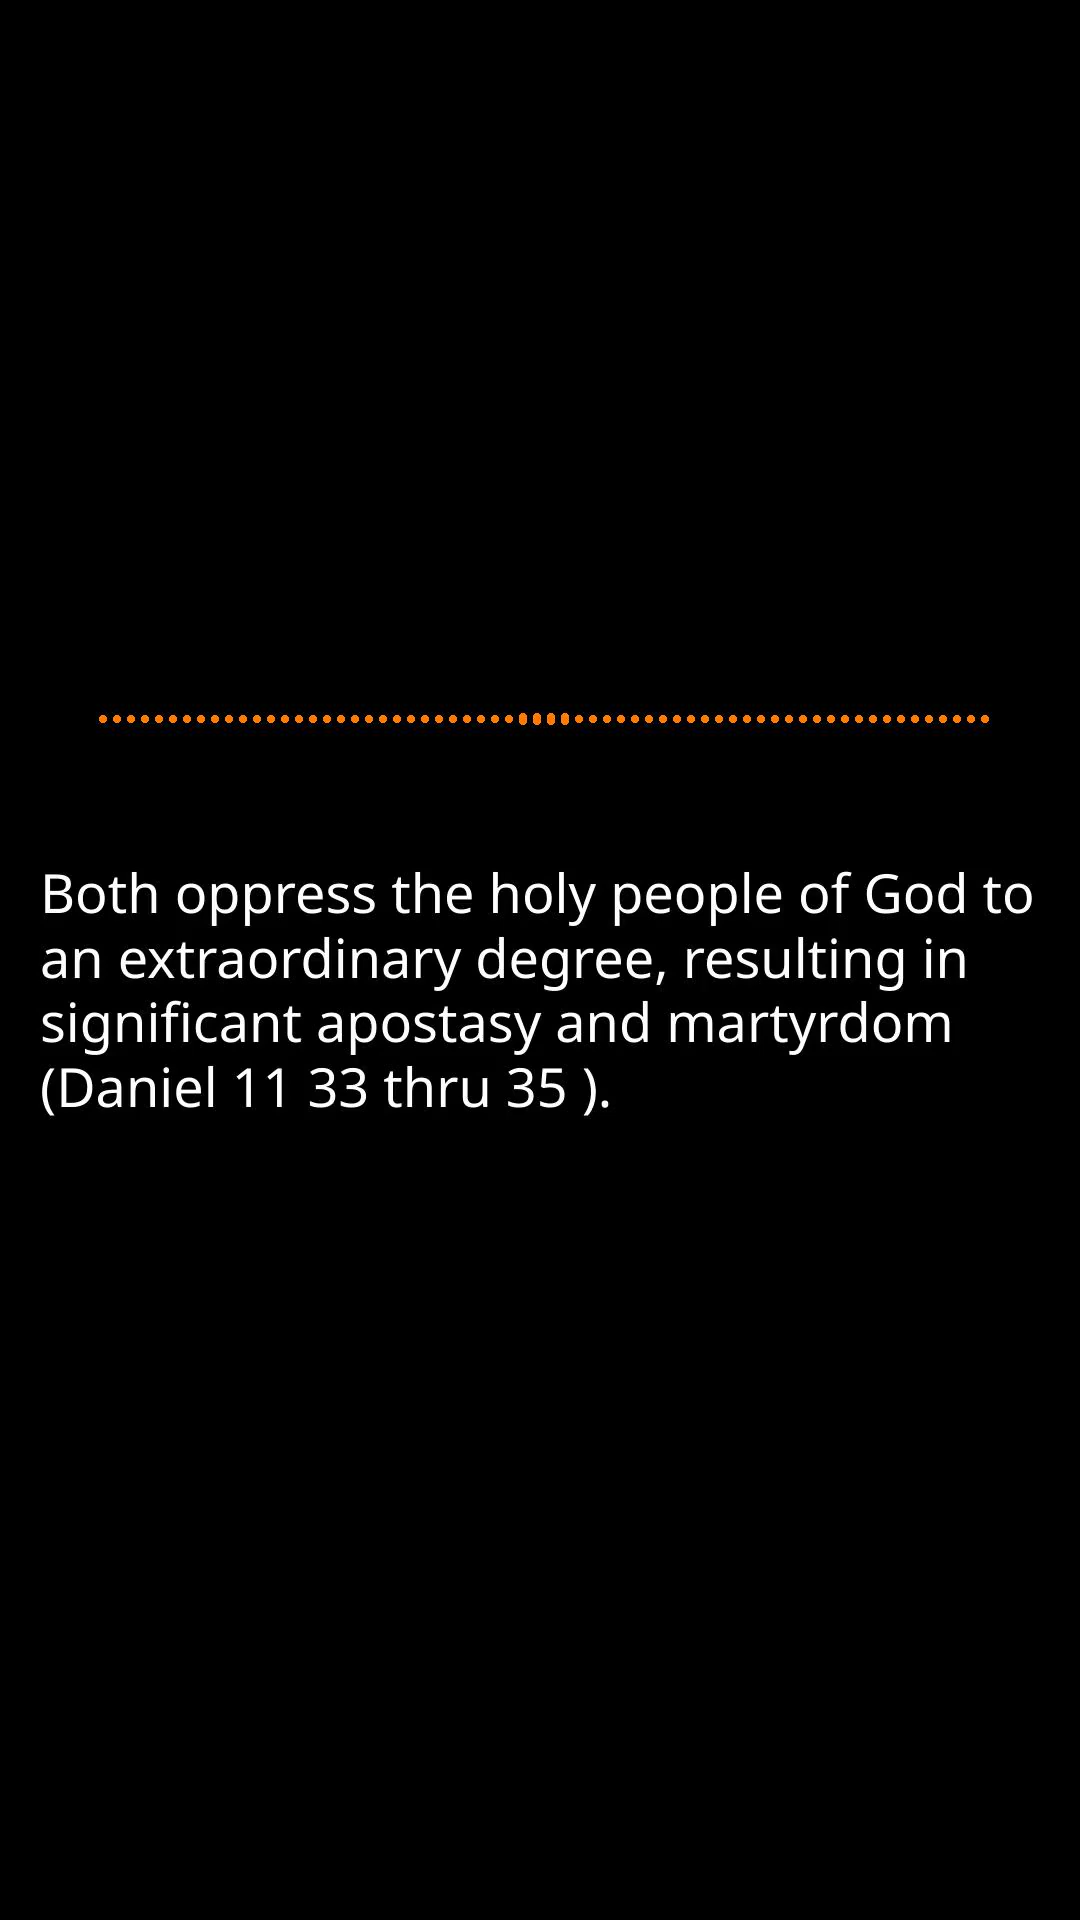 Both oppress the holy people of God to
an extraordinary degree, resulting in
significant apostasy and martyrdom
(Daniel 11 33 thru 35 ).